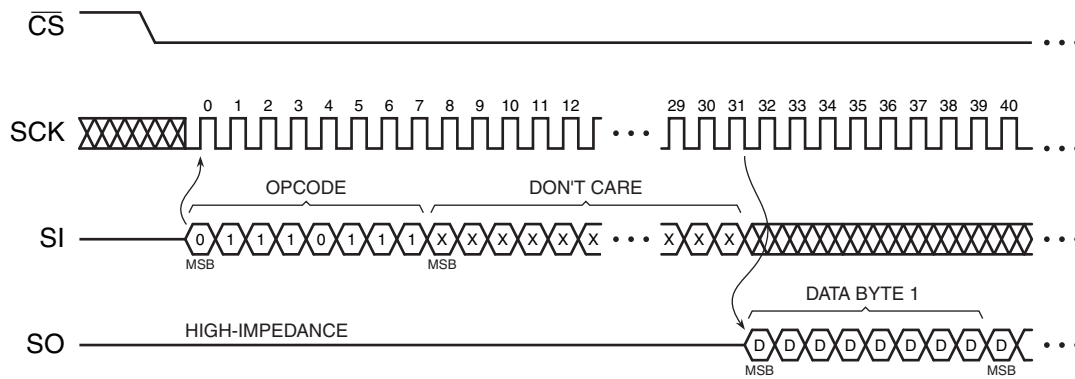 CS
0 1 2 3 4 5 6 7 8 9 10 11 12 29 30 31 32 33 34 35 36 37 38 39 40
SCK
OPCODE DON'T CARE
SI 0 1 1 1 0 1 1 1 X X X X X X X X X
MSB MSB
DATA BYTE 1
HIGH-IMPEDANCE
SO D D D D D D D D D
MSB MSB